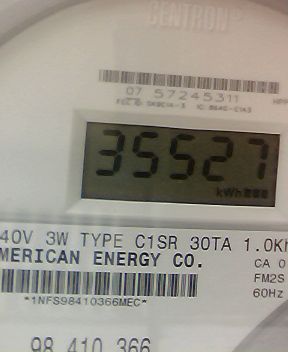 CENTRON®
07 57245311
35527
kWh
40V 3W TYPE C1SR 30TA 1.0Kh
MERICAN ENERGY CO.
CA 0
FM2S
60Hz
*1NFS98410366MEC*
98 410 366